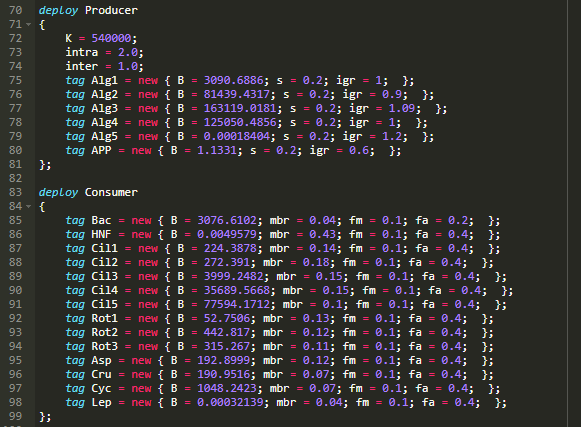 70 deploy Producer
71 {
72 K = 540000;
73 intra = 2.0;
74 inter = 1.0;
75 tag Alg1 = new { B = 3090.6886; s = 0.2; igr = 1; };
76 tag Alg2 = new { B = 81439.4317; s = 0.2; igr = 0.9; };
77 tag Alg3 = new { B = 163119.0181; s = 0.2; igr = 1.09; };
78 tag Alg4 = new { B = 125050.4856; s = 0.2; igr = 1; };
79 tag Alg5 = new { B = 0.00018404; s = 0.2; igr = 1.2; };
80 tag APP = new { B = 1.1331; s = 0.2; igr = 0.6; };
81 };
82
83 deploy Consumer
84 {
85 tag Bac = new { B = 3076.6102; mbr = 0.04; fm = 0.1; fa = 0.2; };
86 tag HNF = new { B = 0.0049579; mbr = 0.43; fm = 0.1; fa = 0.4; };
87 tag Cil1 = new { B = 224.3878; mbr = 0.14; fm = 0.1; fa = 0.4; };
88 tag Cil2 = new { B = 272.391; mbr = 0.18; fm = 0.1; fa = 0.4; };
89 tag Cil3 = new { B = 3999.2482; mbr = 0.15; fm = 0.1; fa = 0.4; };
90 tag Cil4 = new { B = 35689.5668; mbr = 0.15; fm = 0.1; fa = 0.4; };
91 tag Cil5 = new { B = 77594.1712; mbr = 0.1; fm = 0.1; fa = 0.4; };
92 tag Rot1 = new { B = 52.7506; mbr = 0.13; fm = 0.1; fa = 0.4; };
93 tag Rot2 = new { B = 442.817; mbr = 0.12; fm = 0.1; fa = 0.4; };
94 tag Rot3 = new { B = 315.267; mbr = 0.11; fm = 0.1; fa = 0.4; };
95 tag Asp = new { B = 192.8999; mbr = 0.12; fm = 0.1; fa = 0.4; };
96 tag Cru = new { B = 190.9516; mbr = 0.07; fm = 0.1; fa = 0.4; };
97 tag Cyc = new { B = 1048.2423; mbr = 0.07; fm = 0.1; fa = 0.4; };
98 tag Lep = new { B = 0.00032139; mbr = 0.04; fm = 0.1; fa = 0.4; };
99 };